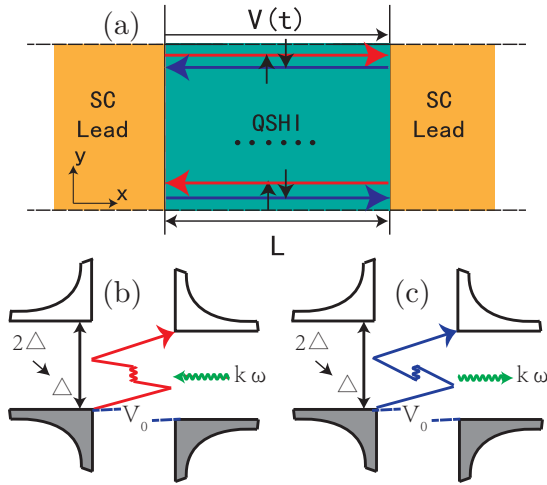 (a)
V(t)
SC
Lead
QSHI
SC
Lead
y
x
L
(b)
2△
△
V₀
kω
(c)
2△
△
V₀
kω